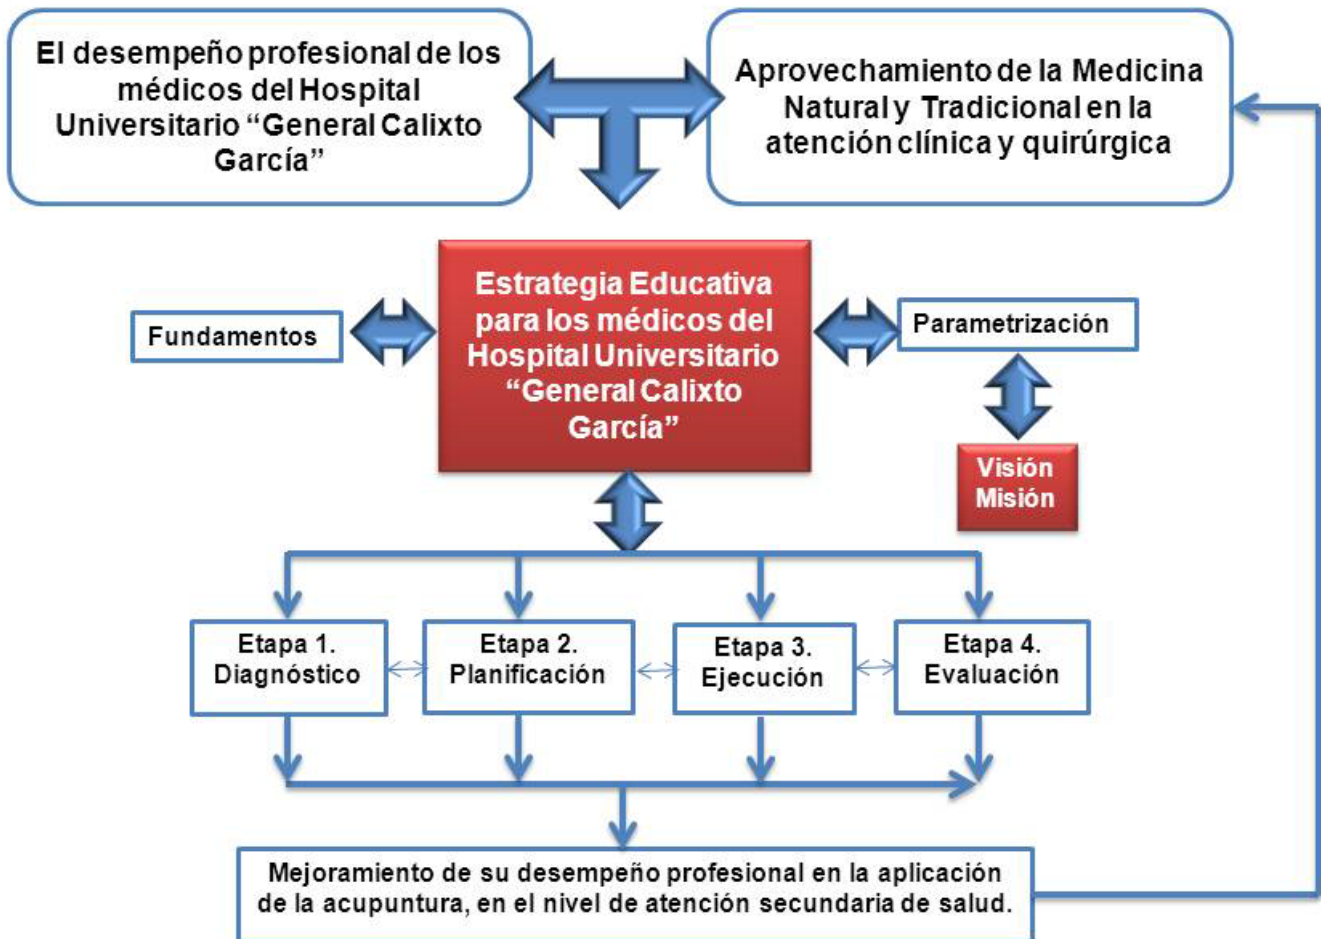 El desempeño profesional de los
médicos del Hospital
Universitario “General Calixto
García”
Aprovechamiento de la Medicina
Natural y Tradicional en la
atención clínica y quirúrgica
Estrategia Educativa
para los médicos del
Hospital Universitario
“General Calixto
García”
Fundamentos
Parametrización
Visión
Misión
Etapa 1.
Diagnóstico
Etapa 2.
Planificación
Etapa 3.
Ejecución
Etapa 4.
Evaluación
Mejoramiento de su desempeño profesional en la aplicación
de la acupuntura, en el nivel de atención secundaria de salud.